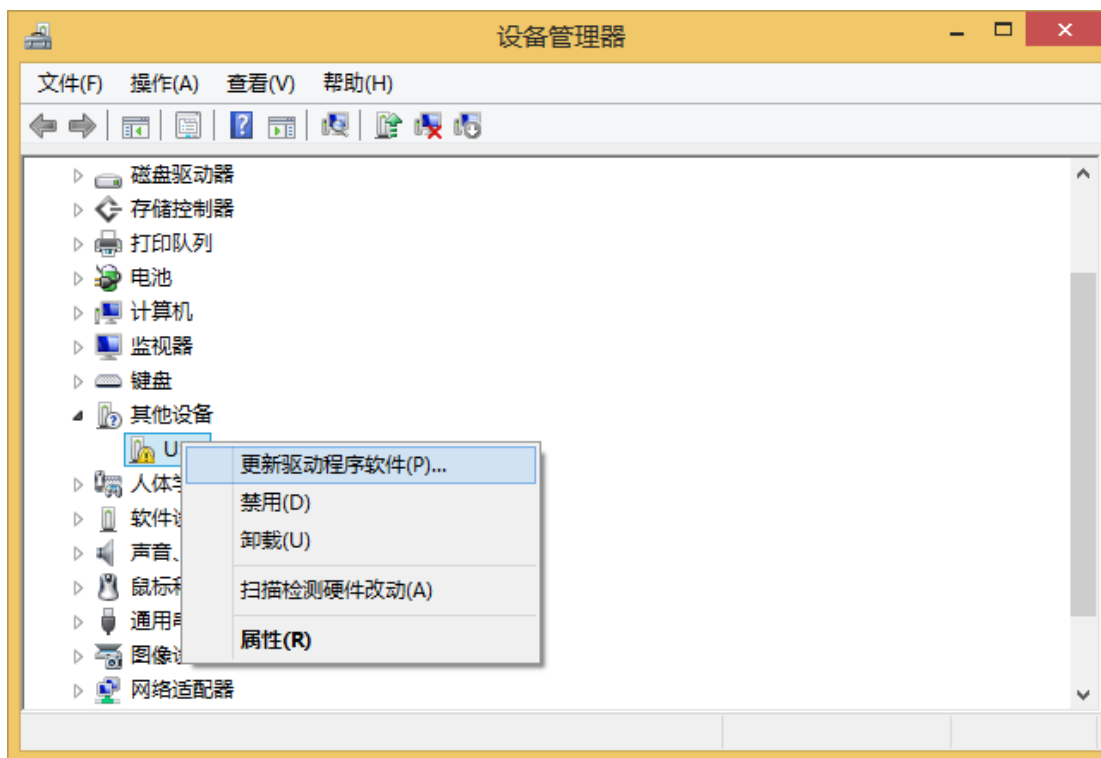 设备管理器
文件(F) 操作(A) 查看(V) 帮助(H)
磁盘驱动器
存储控制器
打印队列
电池
计算机
监视器
键盘
其他设备
U
更新驱动程序软件(P)...
人体
禁用(D)
软件
卸载(U)
声音、
鼠标
扫描检测硬件改动(A)
通用
属性(R)
图像
网络适配器